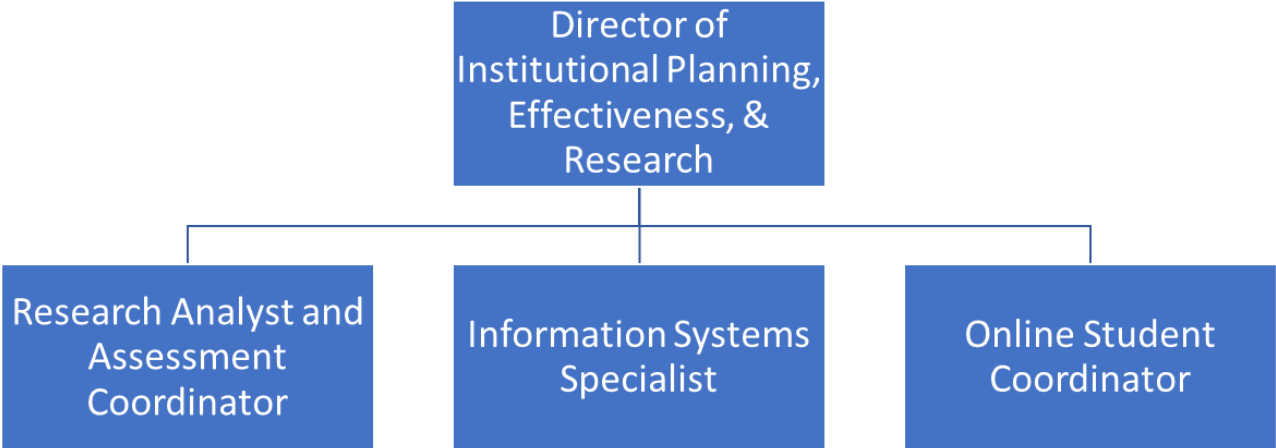 Director of
Institutional Planning,
Effectiveness, &
Research
Research Analyst and
Assessment
Coordinator
Information Systems
Specialist
Online Student
Coordinator